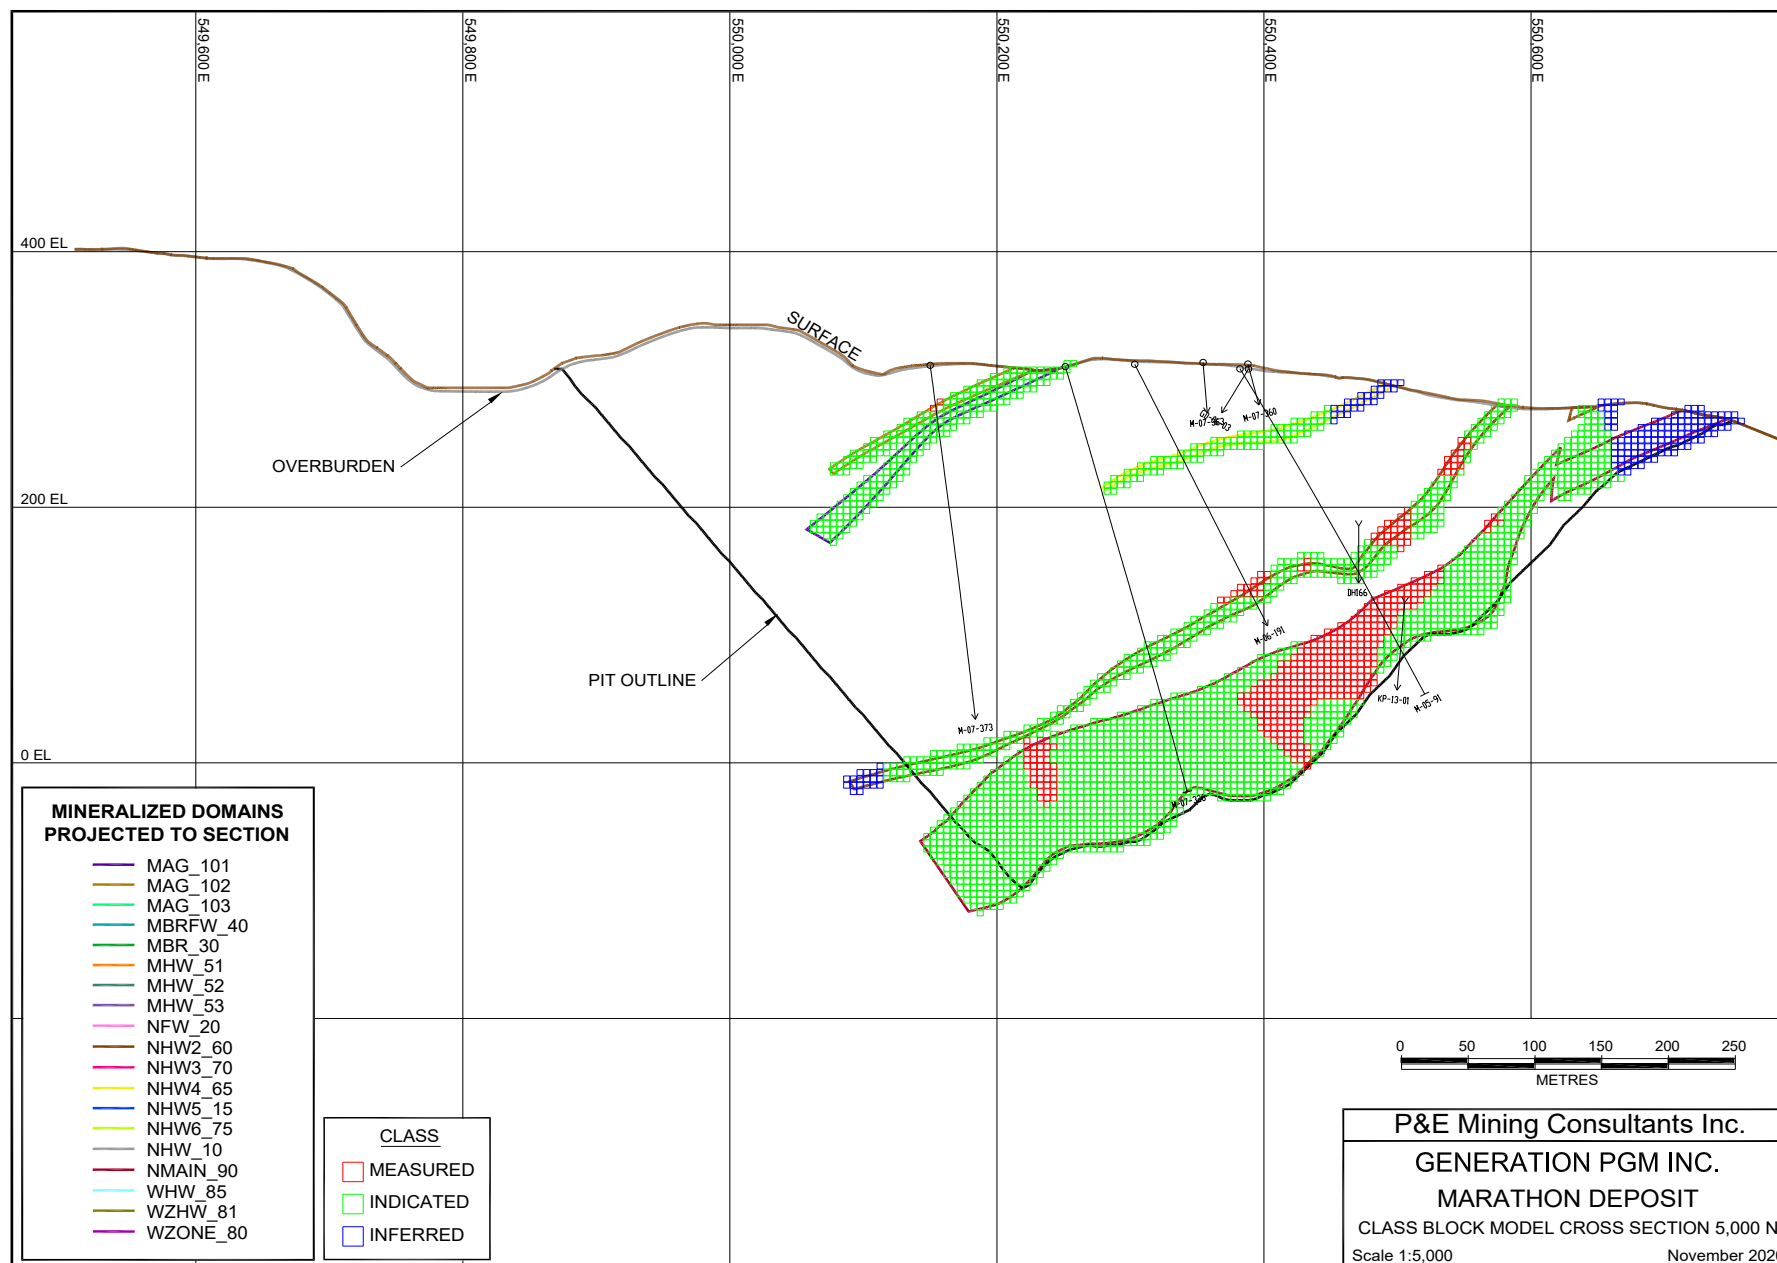 549,600 E
549,800 E
550,000 E
550,200 E
550,400 E
550,600 E
400 EL
200 EL
0 EL
SURFACE
OVERBURDEN
PIT OUTLINE
M-07-360
M-07-373
M-06-191
DH166
KP-13-01
M-05-91
MINERALIZED DOMAINS
PROJECTED TO SECTION
MAG_101
MAG_102
MAG_103
MBRFW_40
MBR_30
MHW_51
MHW_52
MHW_53
NFW_20
NHW2_60
NHW3_70
NHW4_65
NHW5_15
NHW6_75
NHW_10
NMAIN_90
WHW_85
WZHW_81
WZONE_80
CLASS
MEASURED
INDICATED
INFERRED
0 50 100 150 200 250
METRES
P&E Mining Consultants Inc.
GENERATION PGM INC.
MARATHON DEPOSIT
CLASS BLOCK MODEL CROSS SECTION 5,000 N
Scale 1:5,000 November 2020